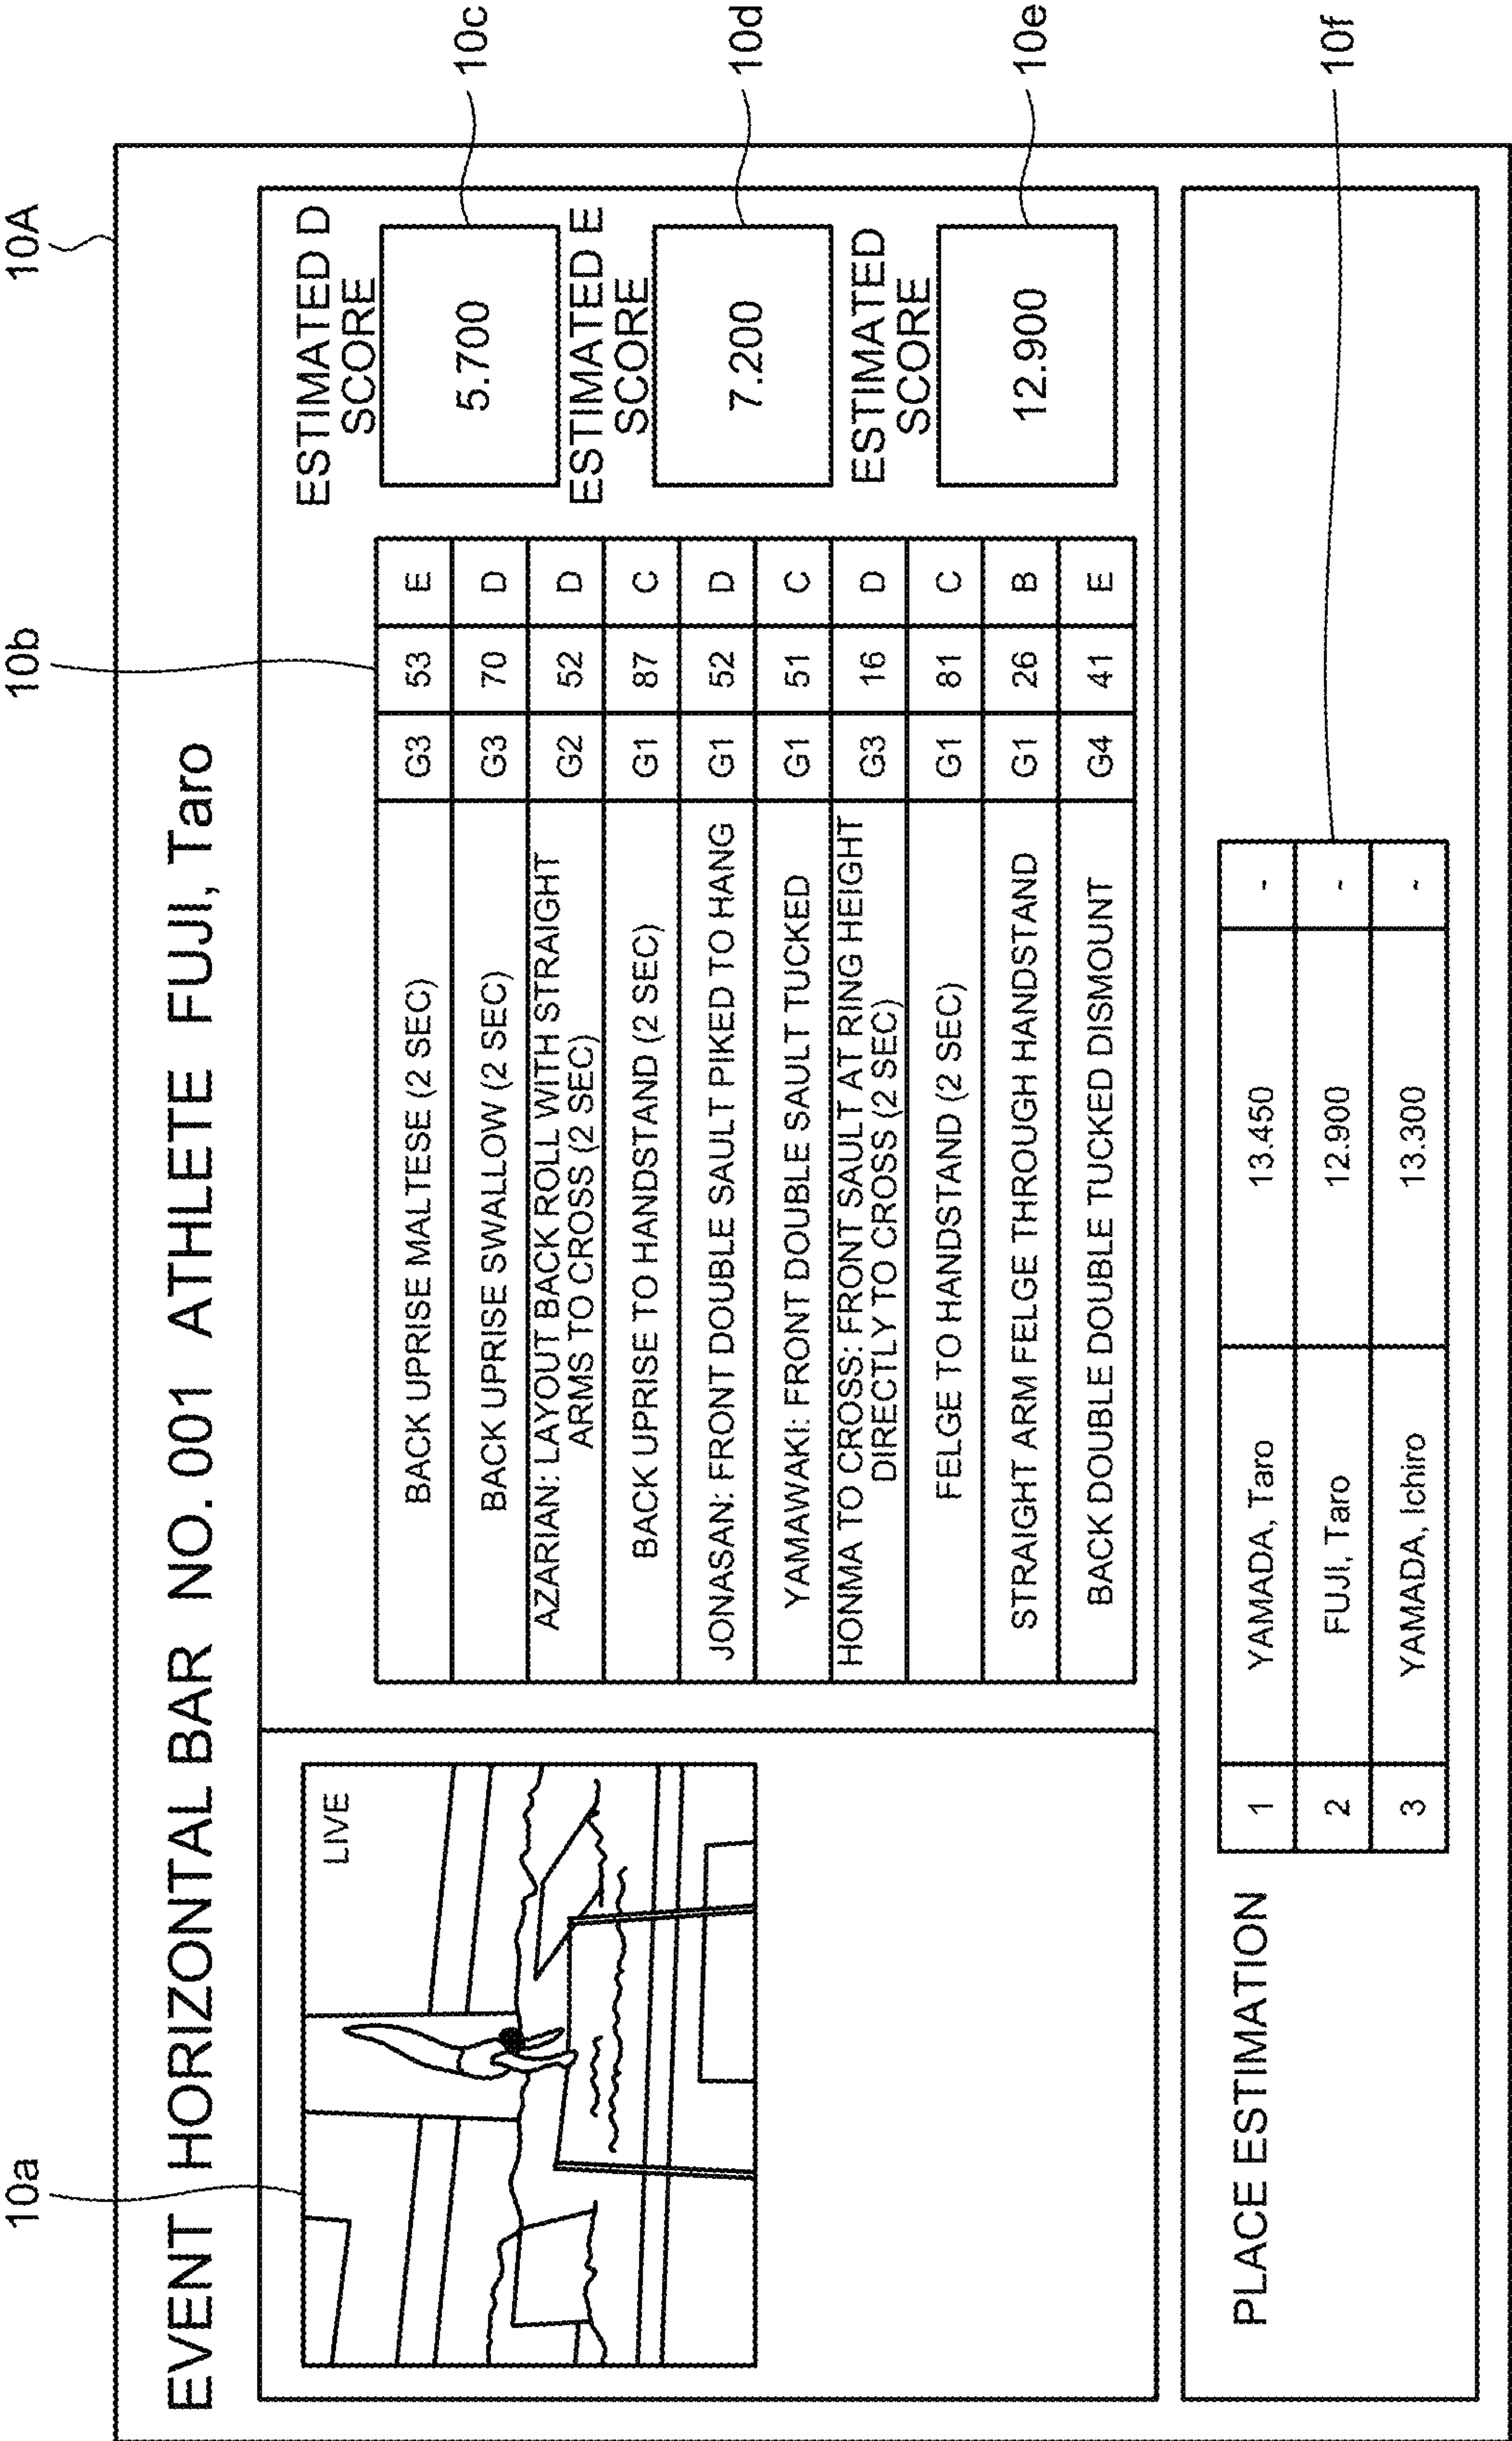 10A
EVENT HORIZONTAL BAR NO. 001 ATHLETE FUJI, Taro
10a
LIVE
10b
BACK UPRISE MALTESE (2 SEC) G3 53 E
BACK UPRISE SWALLOW (2 SEC) G3 70 D
AZARIAN: LAYOUT BACK ROLL WITH STRAIGHT
ARMS TO CROSS (2 SEC) G2 52 D
BACK UPRISE TO HANDSTAND (2 SEC) G1 87 C
JONASAN: FRONT DOUBLE SAULT PIKED TO HANG G1 52 D
YAMAWAKI: FRONT DOUBLE SAULT TUCKED G1 51 C
HONMA TO CROSS: FRONT SAULT AT RING HEIGHT
DIRECTLY TO CROSS (2 SEC) G3 16 D
FELGE TO HANDSTAND (2 SEC) G1 81 C
STRAIGHT ARM FELGE THROUGH HANDSTAND G1 26 B
BACK DOUBLE DOUBLE TUCKED DISMOUNT G4 41 E
ESTIMATED D
SCORE
5.700
10c
ESTIMATED E
SCORE
7.200
10d
ESTIMATED
SCORE
12.900
10e
PLACE ESTIMATION
1 YAMADA, Taro 13.450 -
2 FUJI, Taro 12.900 ~
3 YAMADA, Ichiro 13.300 ~
10f